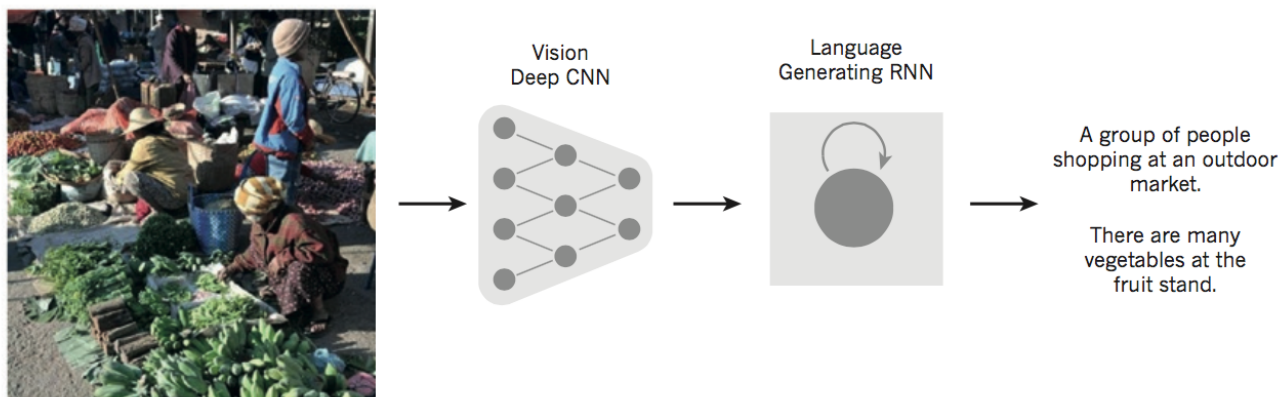 Vision
Deep CNN
Language
Generating RNN
A group of people
shopping at an outdoor
market.
There are many
vegetables at the
fruit stand.